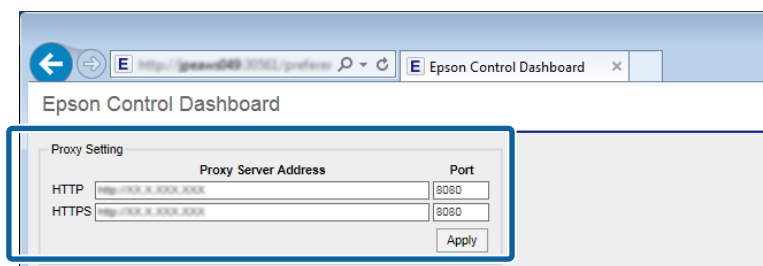 E
E Epson Control Dashboard ×
Epson Control Dashboard
Proxy Setting
Proxy Server Address Port
HTTP 8080
HTTPS 8080
Apply